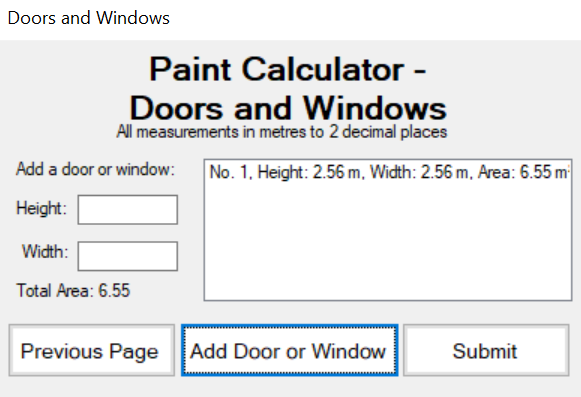 Doors and Windows
Paint Calculator -
Doors and Windows
All measurements in metres to 2 decimal places
Add a door or window:
No. 1, Height: 2.56 m, Width: 2.56 m, Area: 6.55 m
Height:
Width:
Total Area: 6.55
Previous Page
Add Door or Window
Submit